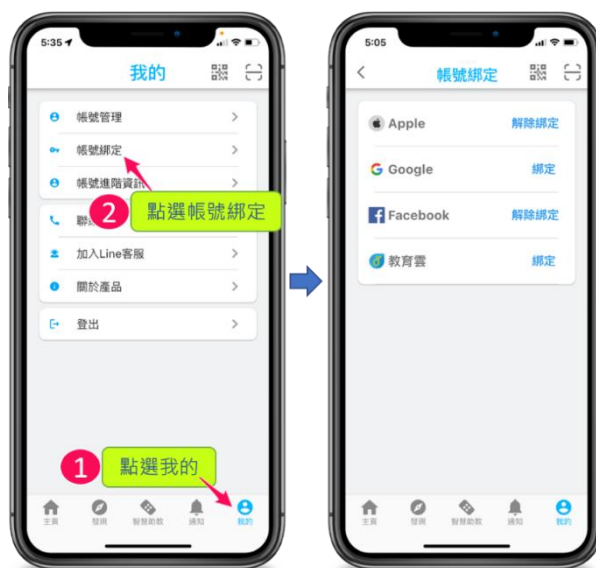 5:35
我的
帳號管理
帳號綁定
帳號進階資訊
2 點選帳號綁定
聯
加入Line客服
關於產品
登出
1 點選我的
主頁
發現
智慧助教
通知
我的
5:05
帳號綁定
Apple 解除綁定
Google 綁定
Facebook 解除綁定
教育雲 綁定
主頁
發現
智慧助教
通知
我的